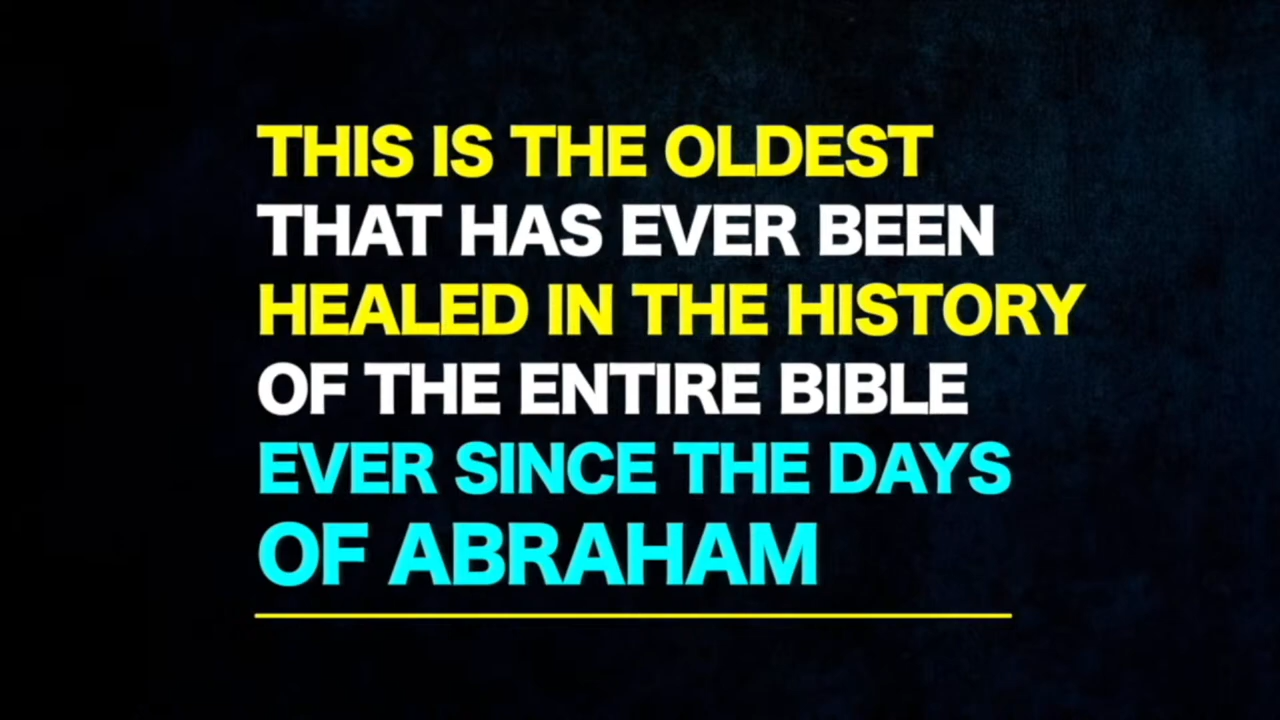 THIS IS THE OLDEST
THAT HAS EVER BEEN
HEALED IN THE HISTORY
OF THE ENTIRE BIBLE
EVER SINCE THE DAYS
OF ABRAHAM